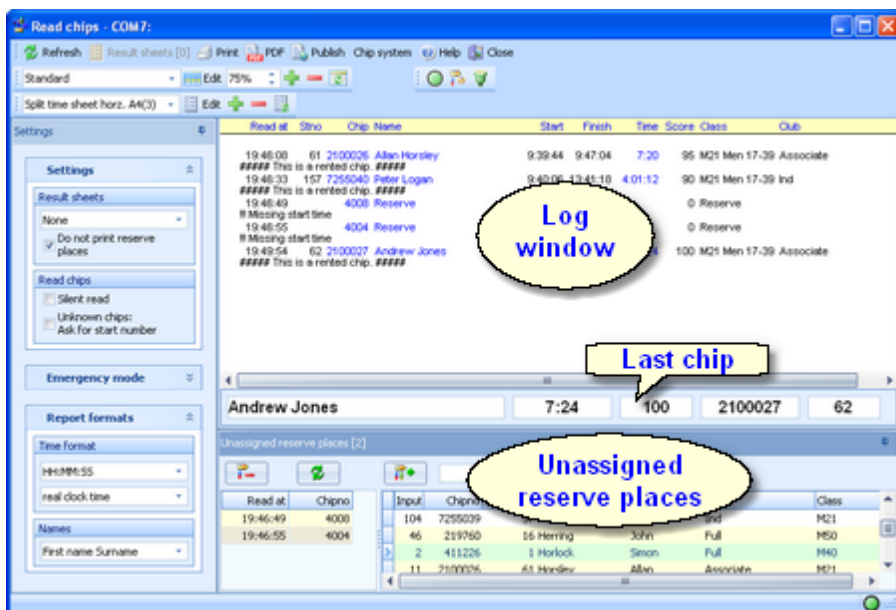 Read chips - COM7:
Refresh Result sheets [0] Print PDF Publish Chip system Help Close
Standard Edit 75%
Split time sheet horz. A4(3) Edit
Settings
Settings
Result sheets
None
Do not print reserve places
Read chips
Silent read
Unknown chips:
Ask for start number
Emergency mode
Report formats
Time format
HH:MM:SS
real clock time
Names
First name Surname
Read at Stno Chip Name Start Finish Time Score Class Club
19:46:08 61 2100026 Allan Horsley 9:39:44 9:47:04 7:20 95 M21 Men 17-39 Associate
##### This is a rented chip. #####
19:46:33 157 7255040 Peter Logan 9:40:06 13:41:18 4:01:12 90 M21 Men 17-39 Ind
##### This is a rented chip. #####
19:46:49 4008 Reserve 0 Reserve
!! Missing start time
19:46:55 4004 Reserve 0 Reserve
!! Missing start time
19:49:54 62 2100027 Andrew Jones 100 M21 Men 17-39 Associate
##### This is a rented chip. #####
Log window
Last chip
Andrew Jones 7:24 100 2100027 62
Unassigned reserve places [2]
Unassigned reserve places
Read at Chipno
19:46:49 4008
19:46:55 4004
Input Chipno Class
104 7255039 Ind M21
46 219760 16 Herring John Full M50
2 411226 1 Horlock Simon Full M40
11 2100026 61 Horsley Allan Associate M21